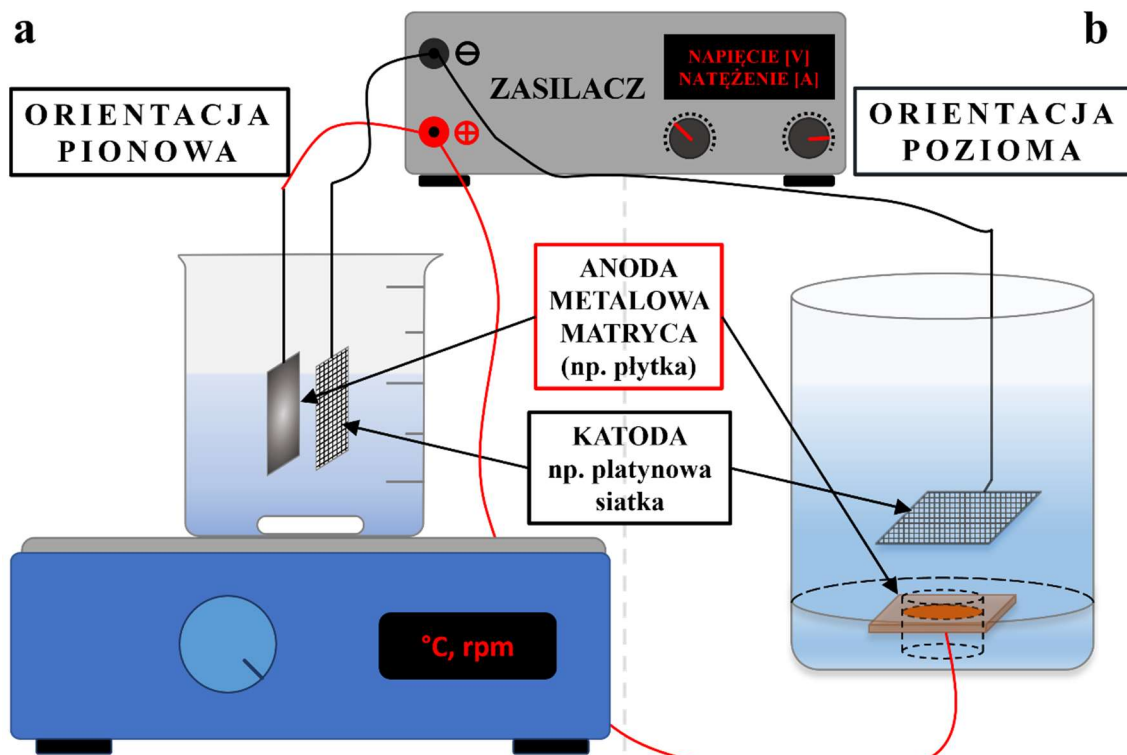 a
b
ORIENTACJA
PIONOWA
ZASILACZ
NAPIĘCIE [V]
NATĘŻENIE [A]
ORIENTACJA
POZIOMA
ANODA
METALOWA
MATRYCA
(np. płytka)
KATODA
np. platynowa
siatka
°C, rpm